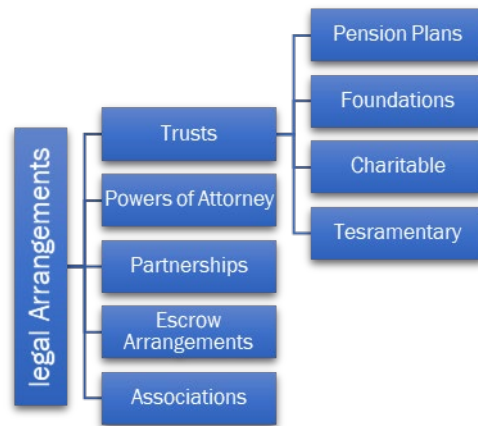 legal Arrangements
Trusts
Powers of Attorney
Partnerships
Escrow
Arrangements
Associations
Pension Plans
Foundations
Charitable
Tesramentary